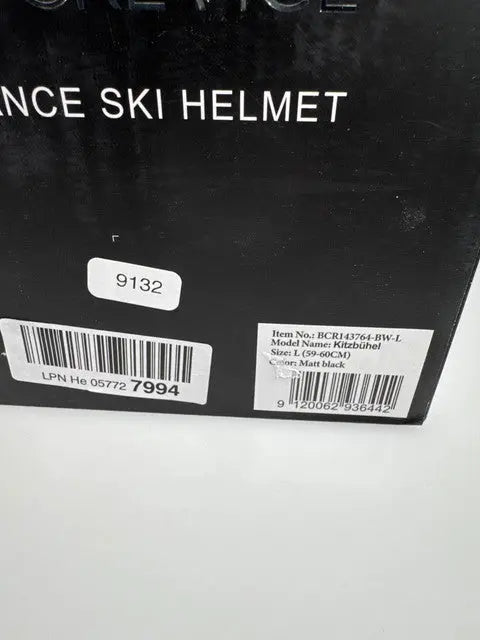 ANCE SKI HELMET
9132
LPN He 05772 7994
Item No.: BCR143764-BW-L
Model Name: Kitzbühel
Size: L (59-60CM)
Color: Matt black
9 120062 936442